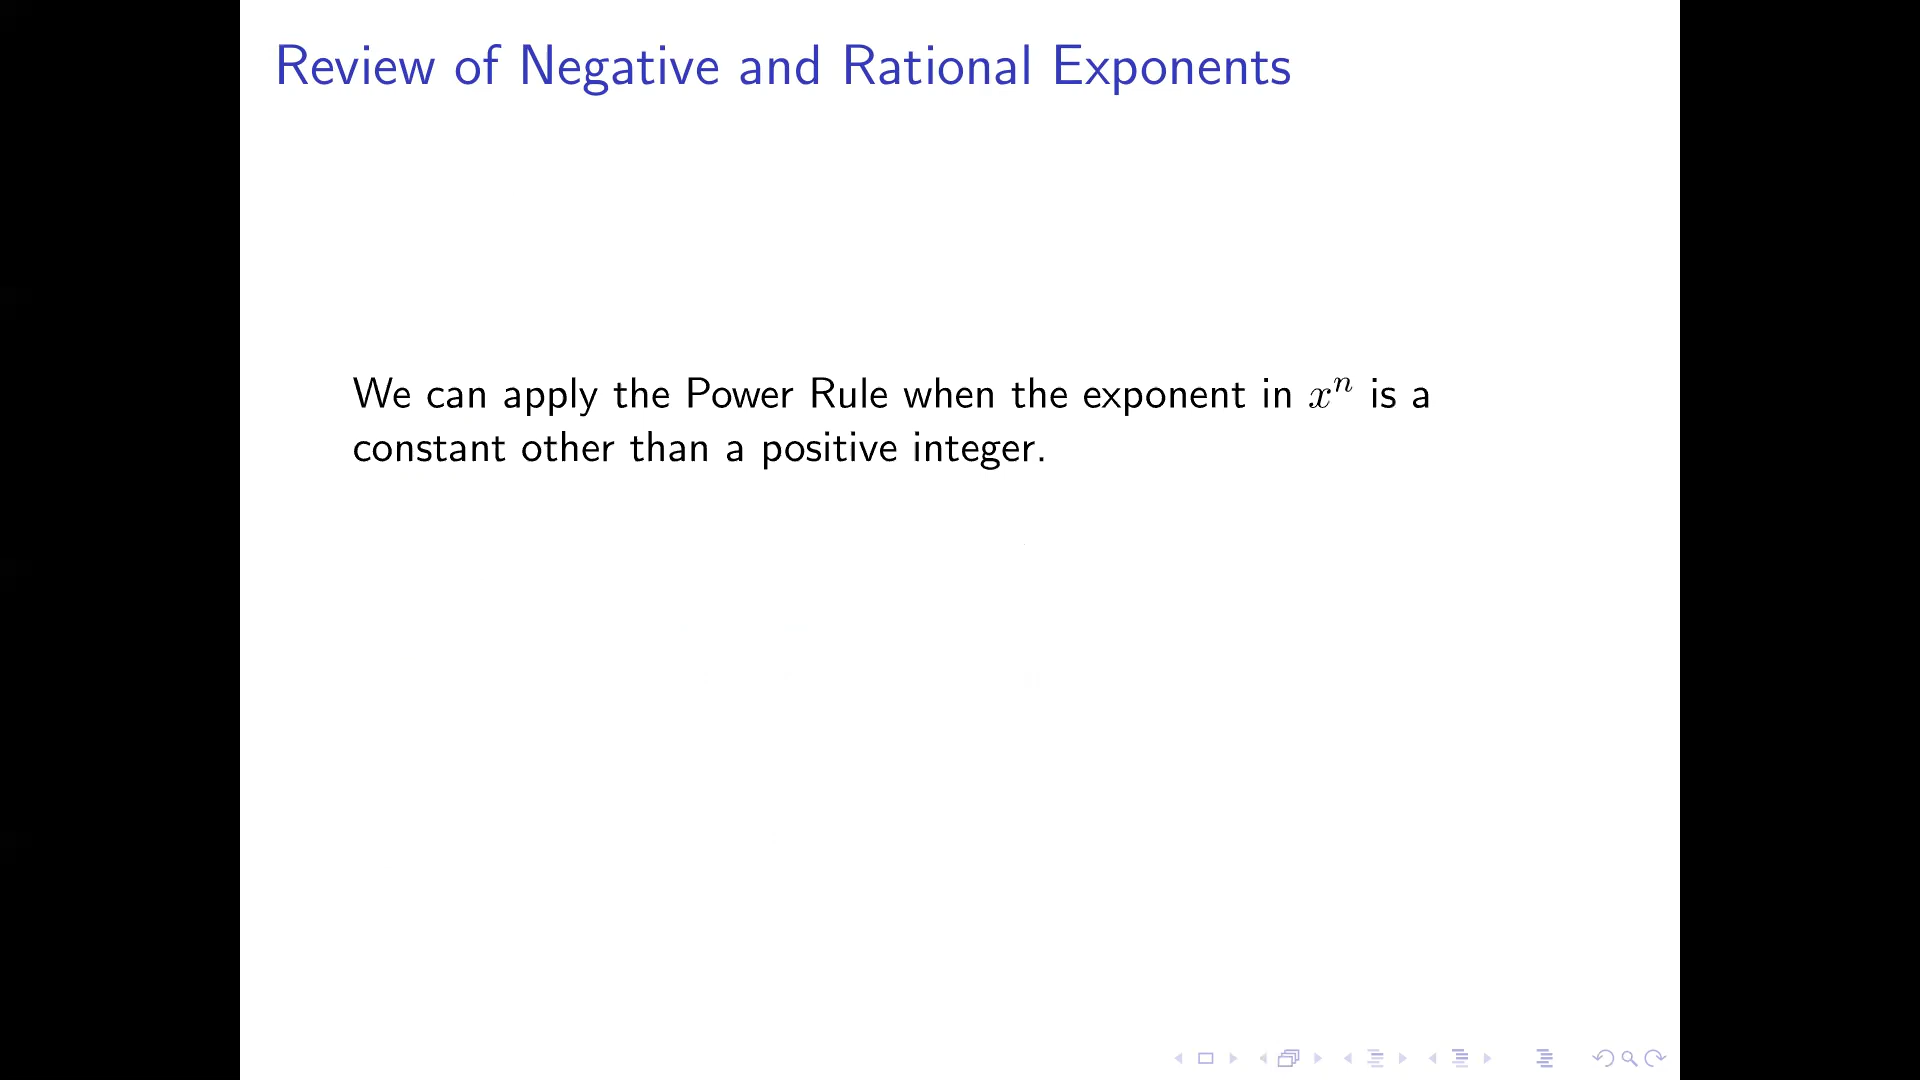 Review of Negative and Rational Exponents
We can apply the Power Rule when the exponent in $x^n$ is a
constant other than a positive integer.